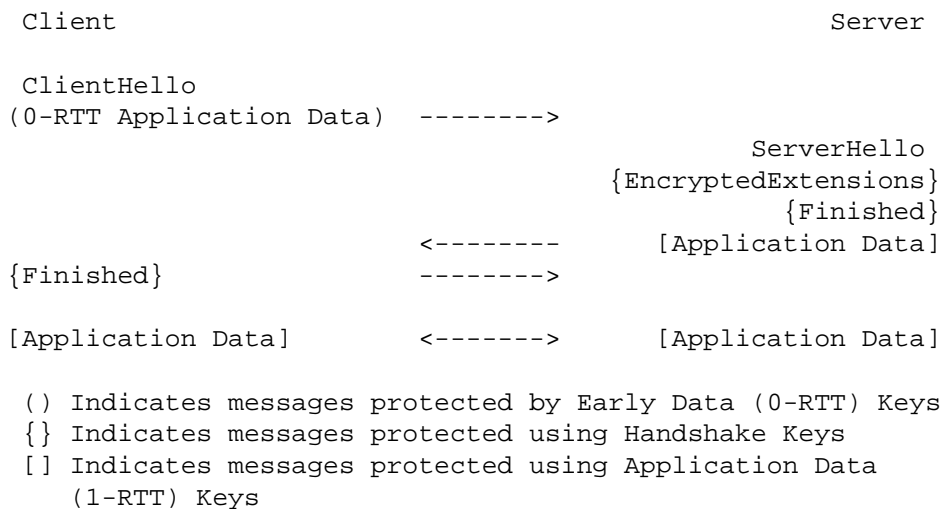 Client                                             Server

ClientHello
(0-RTT Application Data)  -------->
                                              ServerHello
                                     {EncryptedExtensions}
                                                {Finished}
                          <--------     [Application Data]
{Finished}                -------->

[Application Data]        <------->     [Application Data]

() Indicates messages protected by Early Data (0-RTT) Keys
{} Indicates messages protected using Handshake Keys
[] Indicates messages protected using Application Data
   (1-RTT) Keys